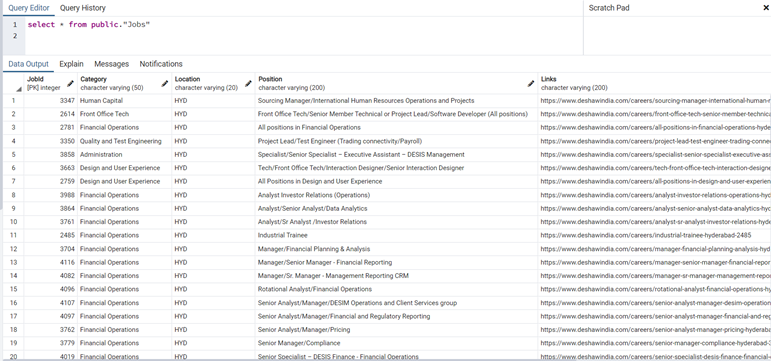 Query Editor Query History Scratch Pad
1 select * from public."Jobs"
2
Data Output Explain Messages Notifications
JobId Category Location Position Links
[PK] integer character varying (50) character varying (20) character varying (200) character varying (200)
1 3347 Human Capital HYD Sourcing Manager/International Human Resources Operations and Projects https://www.deshawindia.com/careers/sourcing-manager-international-human-r
2 2614 Front Office Tech HYD Front Office Tech/Senior Member Technical or Project Lead/Software Developer (All positions) https://www.deshawindia.com/careers/front-office-tech-senior-member-technic
3 2781 Financial Operations HYD All positions in Financial Operations https://www.deshawindia.com/careers/all-positions-in-financial-operations-hyd
4 3350 Quality and Test Engineering HYD Project Lead/Test Engineer (Trading connectivity/Payroll) https://www.deshawindia.com/careers/project-lead-test-engineer-trading-conne
5 3858 Administration HYD Specialist/Senior Specialist – Executive Assistant – DESIS Management https://www.deshawindia.com/careers/specialist-senior-specialist-executive-ass
6 3663 Design and User Experience HYD Tech/Front Office Tech/Interaction Designer/Senior Interaction Designer https://www.deshawindia.com/careers/tech-front-office-tech-interaction-designe
7 2759 Design and User Experience HYD All Positions in Design and User Experience https://www.deshawindia.com/careers/all-positions-in-design-and-user-experien
8 3988 Financial Operations HYD Analyst Investor Relations (Operations) https://www.deshawindia.com/careers/analyst-investor-relations-operations-hyd
9 3864 Financial Operations HYD Analyst/Senior Analyst/Data Analytics https://www.deshawindia.com/careers/analyst-senior-analyst-data-analytics-hyd
10 3761 Financial Operations HYD Analyst/Sr Analyst /Investor Relations https://www.deshawindia.com/careers/analyst-sr-analyst-investor-relations-hyde
11 2485 Financial Operations HYD Industrial Trainee https://www.deshawindia.com/careers/industrial-trainee-hyderabad-2485
12 3704 Financial Operations HYD Manager/Financial Planning & Analysis https://www.deshawindia.com/careers/manager-financial-planning-analysis-hyd
13 4116 Financial Operations HYD Manager/Senior Manager - Financial Reporting https://www.deshawindia.com/careers/manager-senior-manager-financial-repor
14 4082 Financial Operations HYD Manager/Sr. Manager - Management Reporting CRM https://www.deshawindia.com/careers/manager-sr-manager-management-repo
15 4096 Financial Operations HYD Rotational Analyst/Financial Operations https://www.deshawindia.com/careers/rotational-analyst-financial-operations-hy
16 4107 Financial Operations HYD Senior Analyst/Manager/DESIM Operations and Client Services group https://www.deshawindia.com/careers/senior-analyst-manager-desim-operation
17 4097 Financial Operations HYD Senior Analyst/Manager/Financial and Regulatory Reporting https://www.deshawindia.com/careers/senior-analyst-manager-financial-and-reg
18 3762 Financial Operations HYD Senior Analyst/Manager/Pricing https://www.deshawindia.com/careers/senior-analyst-manager-pricing-hyderaba
19 3779 Financial Operations HYD Senior Manager/Compliance https://www.deshawindia.com/careers/senior-manager-compliance-hyderabad-3
20 4019 Financial Operations HYD Senior Specialist – DESIS Finance - Financial Operations https://www.deshawindia.com/careers/senior-specialist-desis-finance-financial-